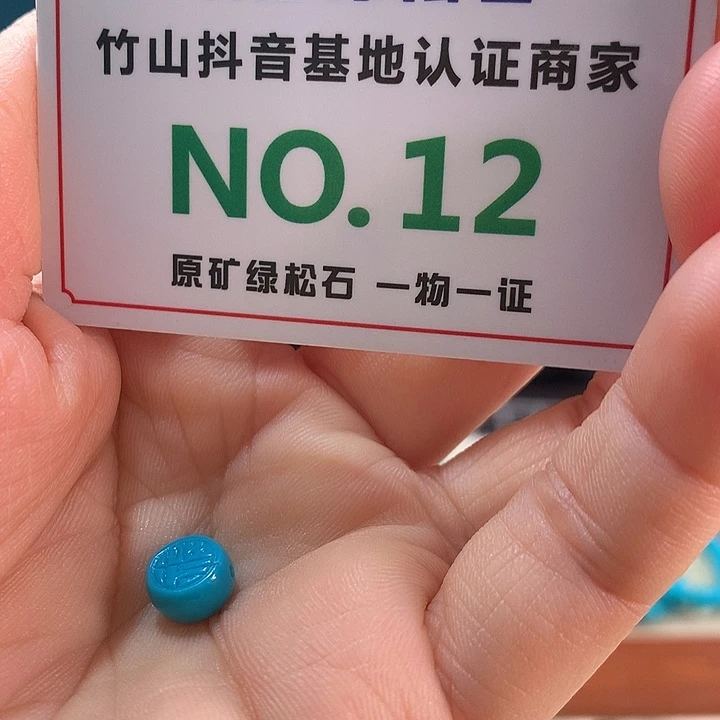 竹山抖音基地认证商家
NO.12
原矿绿松石 一物一证